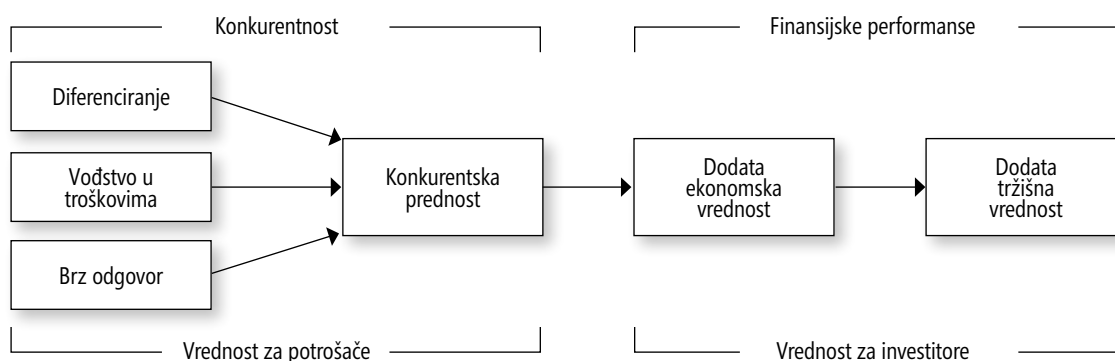 Konkurentnost
Finansijske performanse
Diferenciranje
Vođstvo u
troškovima
Brz odgovor
Konkurentska
prednost
Dodata
ekonomska
vrednost
Dodata
tržišna
vrednost
Vrednost za potrošače
Vrednost za investitore